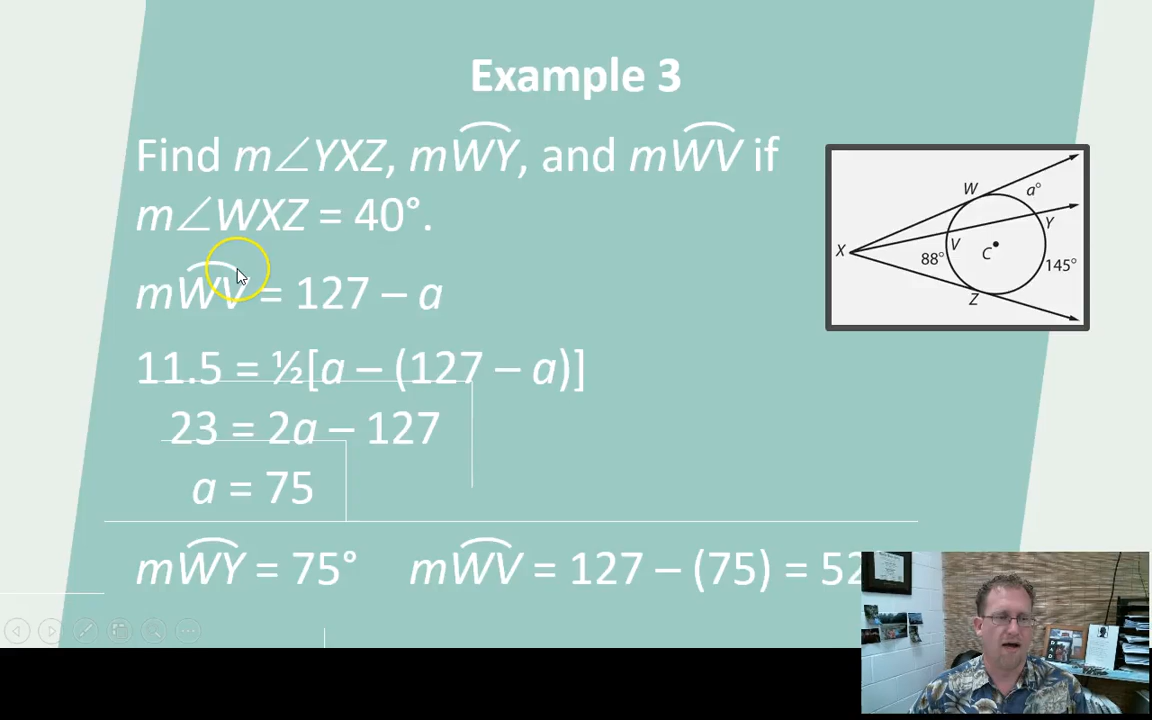 Example 3
Find m∠YXZ, mWY, and mWV if
m∠WXZ = 40°.
mWV = 127 – a
11.5 = ½[a – (127 – a)]
23 = 2a – 127
a = 75
mWY = 75° mWV = 127 – (75) = 52
W
a°
Y
X
V
C
88°
145°
Z